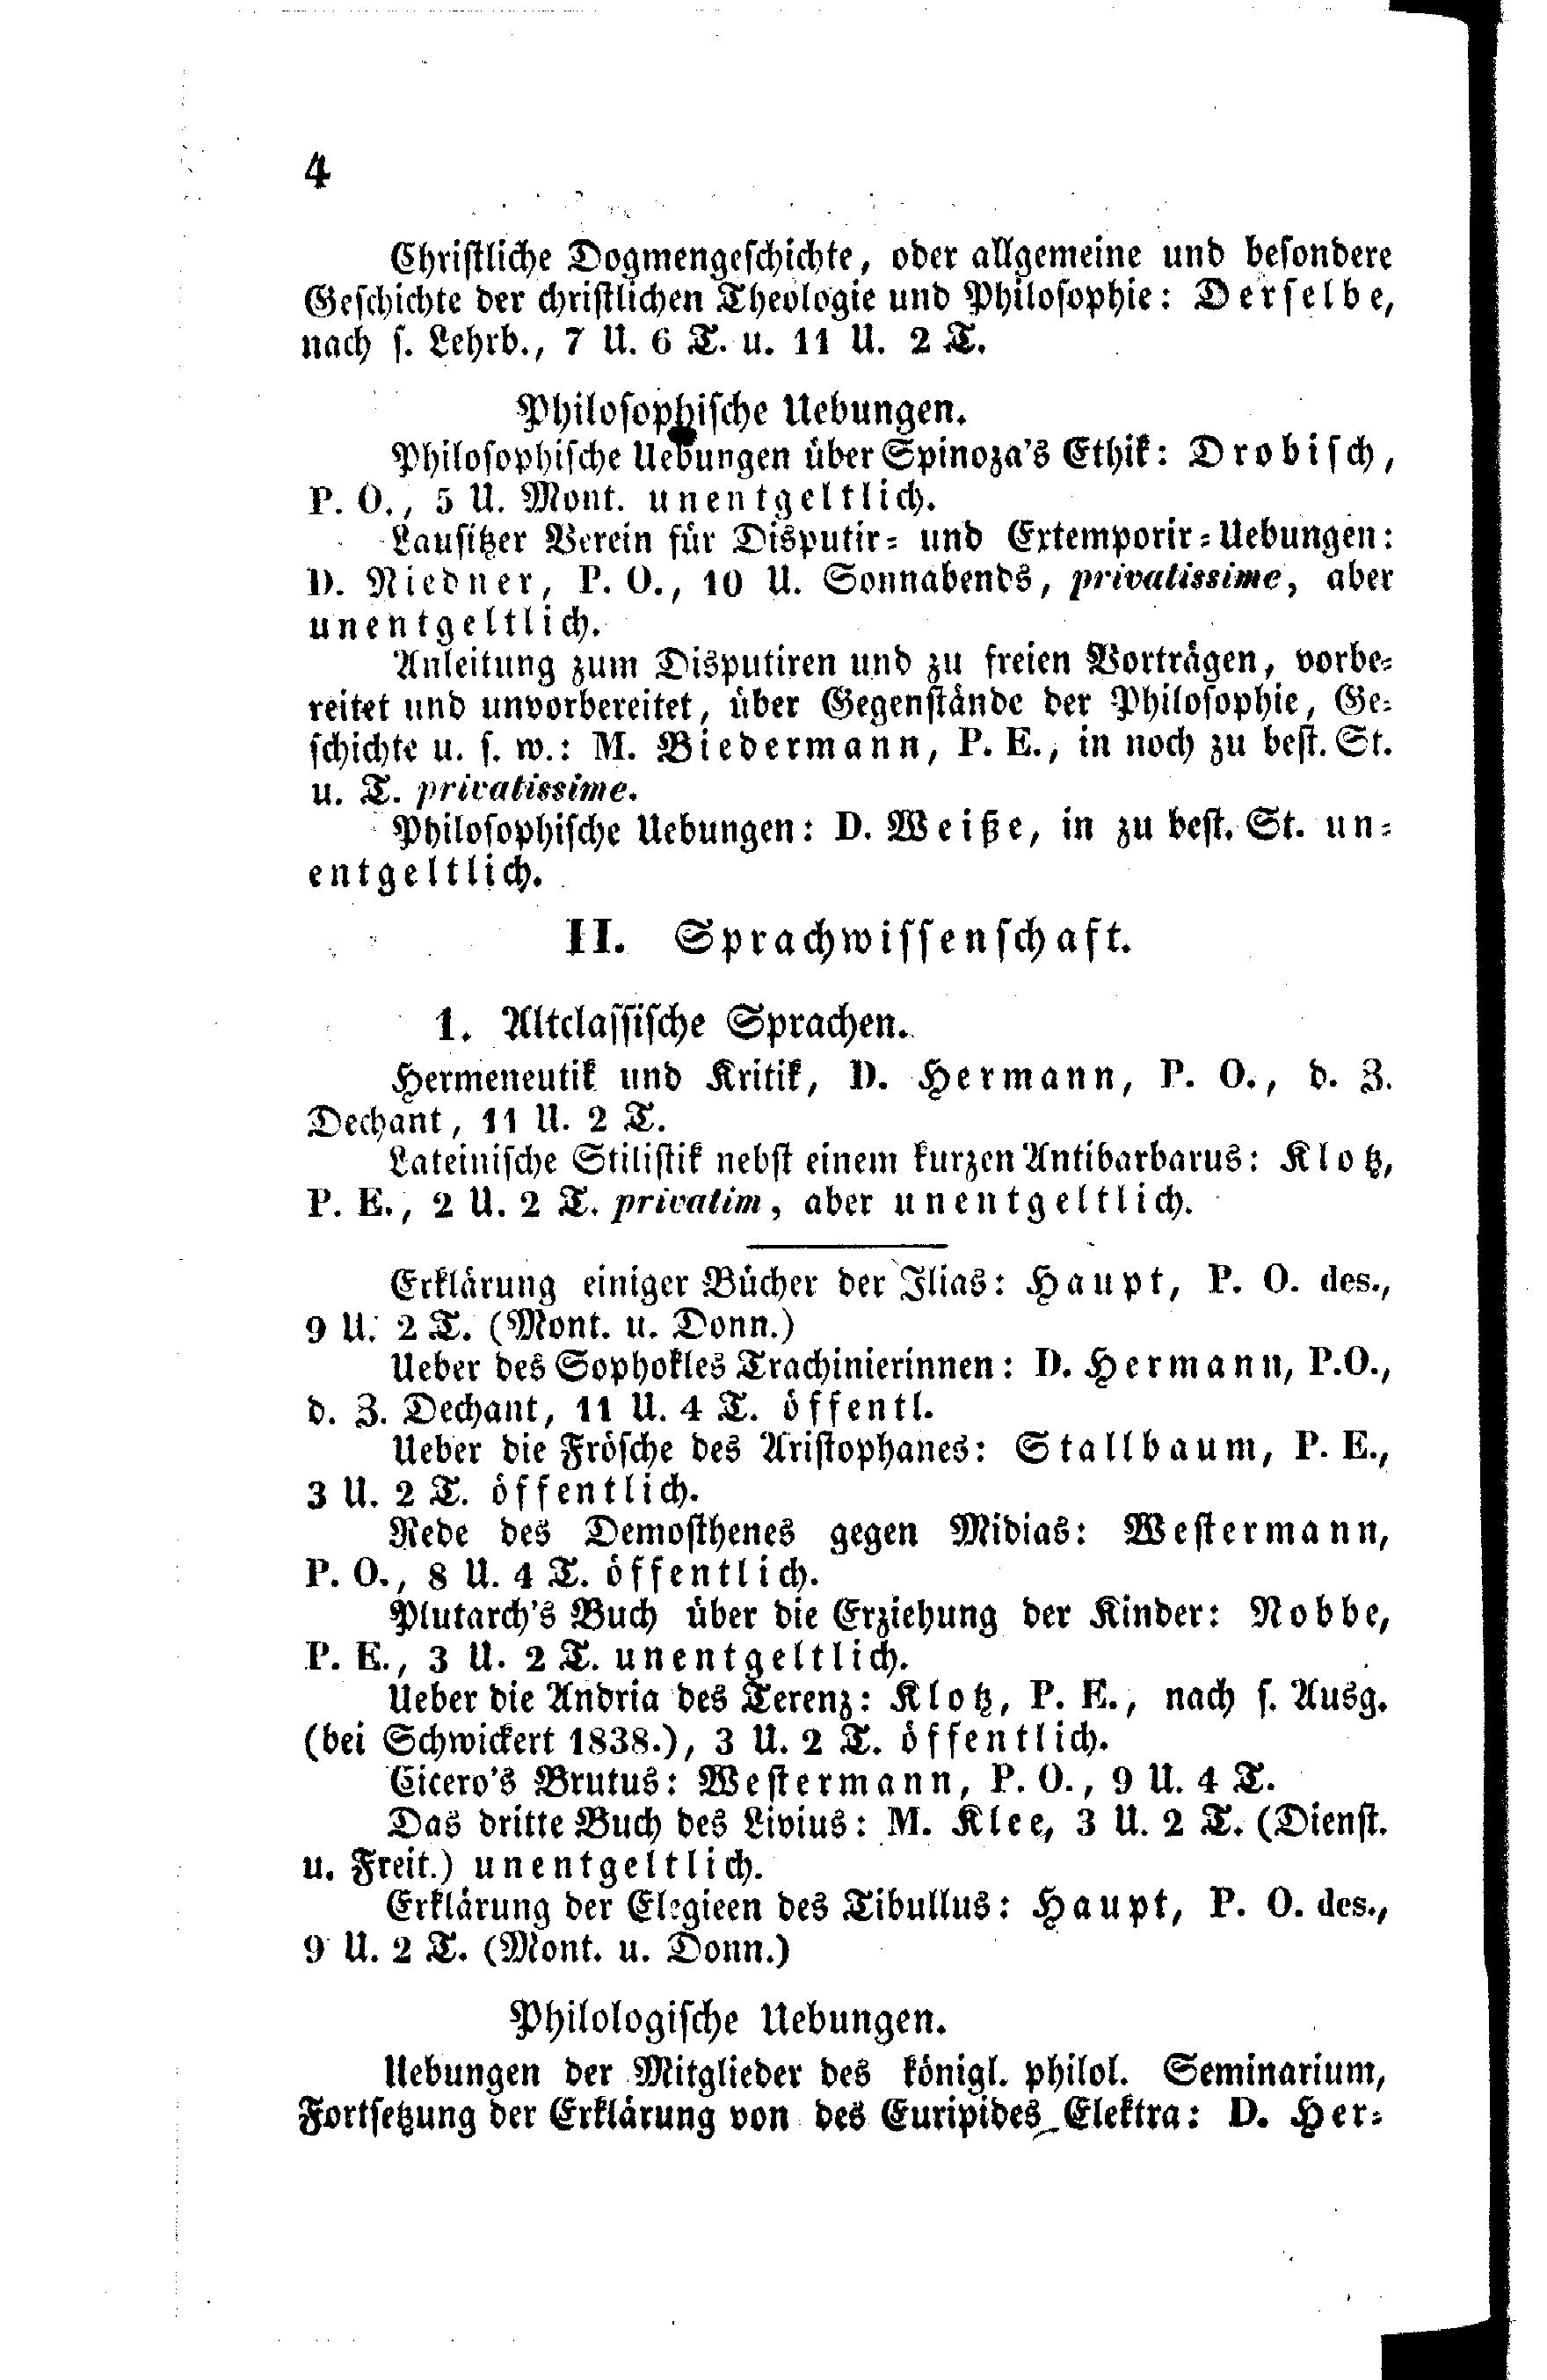 4
Christliche Dogmengeschichte, oder allgemeine und besondere
Geschichte der christlichen Theologie und Philosophie: Derselbe,
nach s. Lehrb., 7 U. 6 T. u. 11 U. 2 T.
Philosophische Uebungen.
Philosophische Uebungen über Spinoza's Ethik: Drobisch,
P. O., 5 U. Mont. unentgeltlich.
Lausitzer Verein für Disputir- und Extemporir-Uebungen:
D. Niedner, P. O., 10 U. Sonnabends, privatissime, aber
unentgeltlich.
Anleitung zum Disputiren und zu freien Vorträgen, vorbe-
reitet und unvorbereitet, über Gegenstände der Philosophie, Ge-
schichte u. s. w.: M. Biedermann, P. E., in noch zu best. St.
u. T. privatissime.
Philosophische Uebungen: D. Weiße, in zu best. St. un-
entgeltlich.
II. Sprachwissenschaft.
1. Altclassische Sprachen.
Hermeneutik und Kritik, D. Hermann, P. O., d. Z.
Dechant, 11 U. 2 T.
Lateinische Stilistik nebst einem kurzen Antibarbarus: Klotz,
P. E., 2 U. 2 T. privatim, aber unentgeltlich.
Erklärung einiger Bücher der Ilias: Haupt, P. O. des.,
9 U. 2 T. (Mont. u. Donn.)
Ueber des Sophokles Trachinierinnen: D. Hermann, P.O.,
d. Z. Dechant, 11 U. 4 T. öffentl.
Ueber die Frösche des Aristophanes: Stallbaum, P. E.,
3 U. 2 T. öffentlich.
Rede des Demosthenes gegen Midias: Westermann,
P. O., 8 U. 4 T. öffentlich.
Plutarch's Buch über die Erziehung der Kinder: Nobbe,
P. E., 3 U. 2 T. unentgeltlich.
Ueber die Andria des Terenz: Klotz, P. E., nach s. Ausg.
(bei Schwickert 1838.), 3 U. 2 T. öffentlich.
Cicero's Brutus: Westermann, P. O., 9 U. 4 T.
Das dritte Buch des Livius: M. Klee, 3 U. 2 T. (Dienst.
u. Freit.) unentgeltlich.
Erklärung der Elegieen des Tibullus: Haupt, P. O. des.,
9 U. 2 T. (Mont. u. Donn.)
Philologische Uebungen.
Uebungen der Mitglieder des königl. philol. Seminarium,
Fortsetzung der Erklärung von des Euripides Elektra: D. Her-